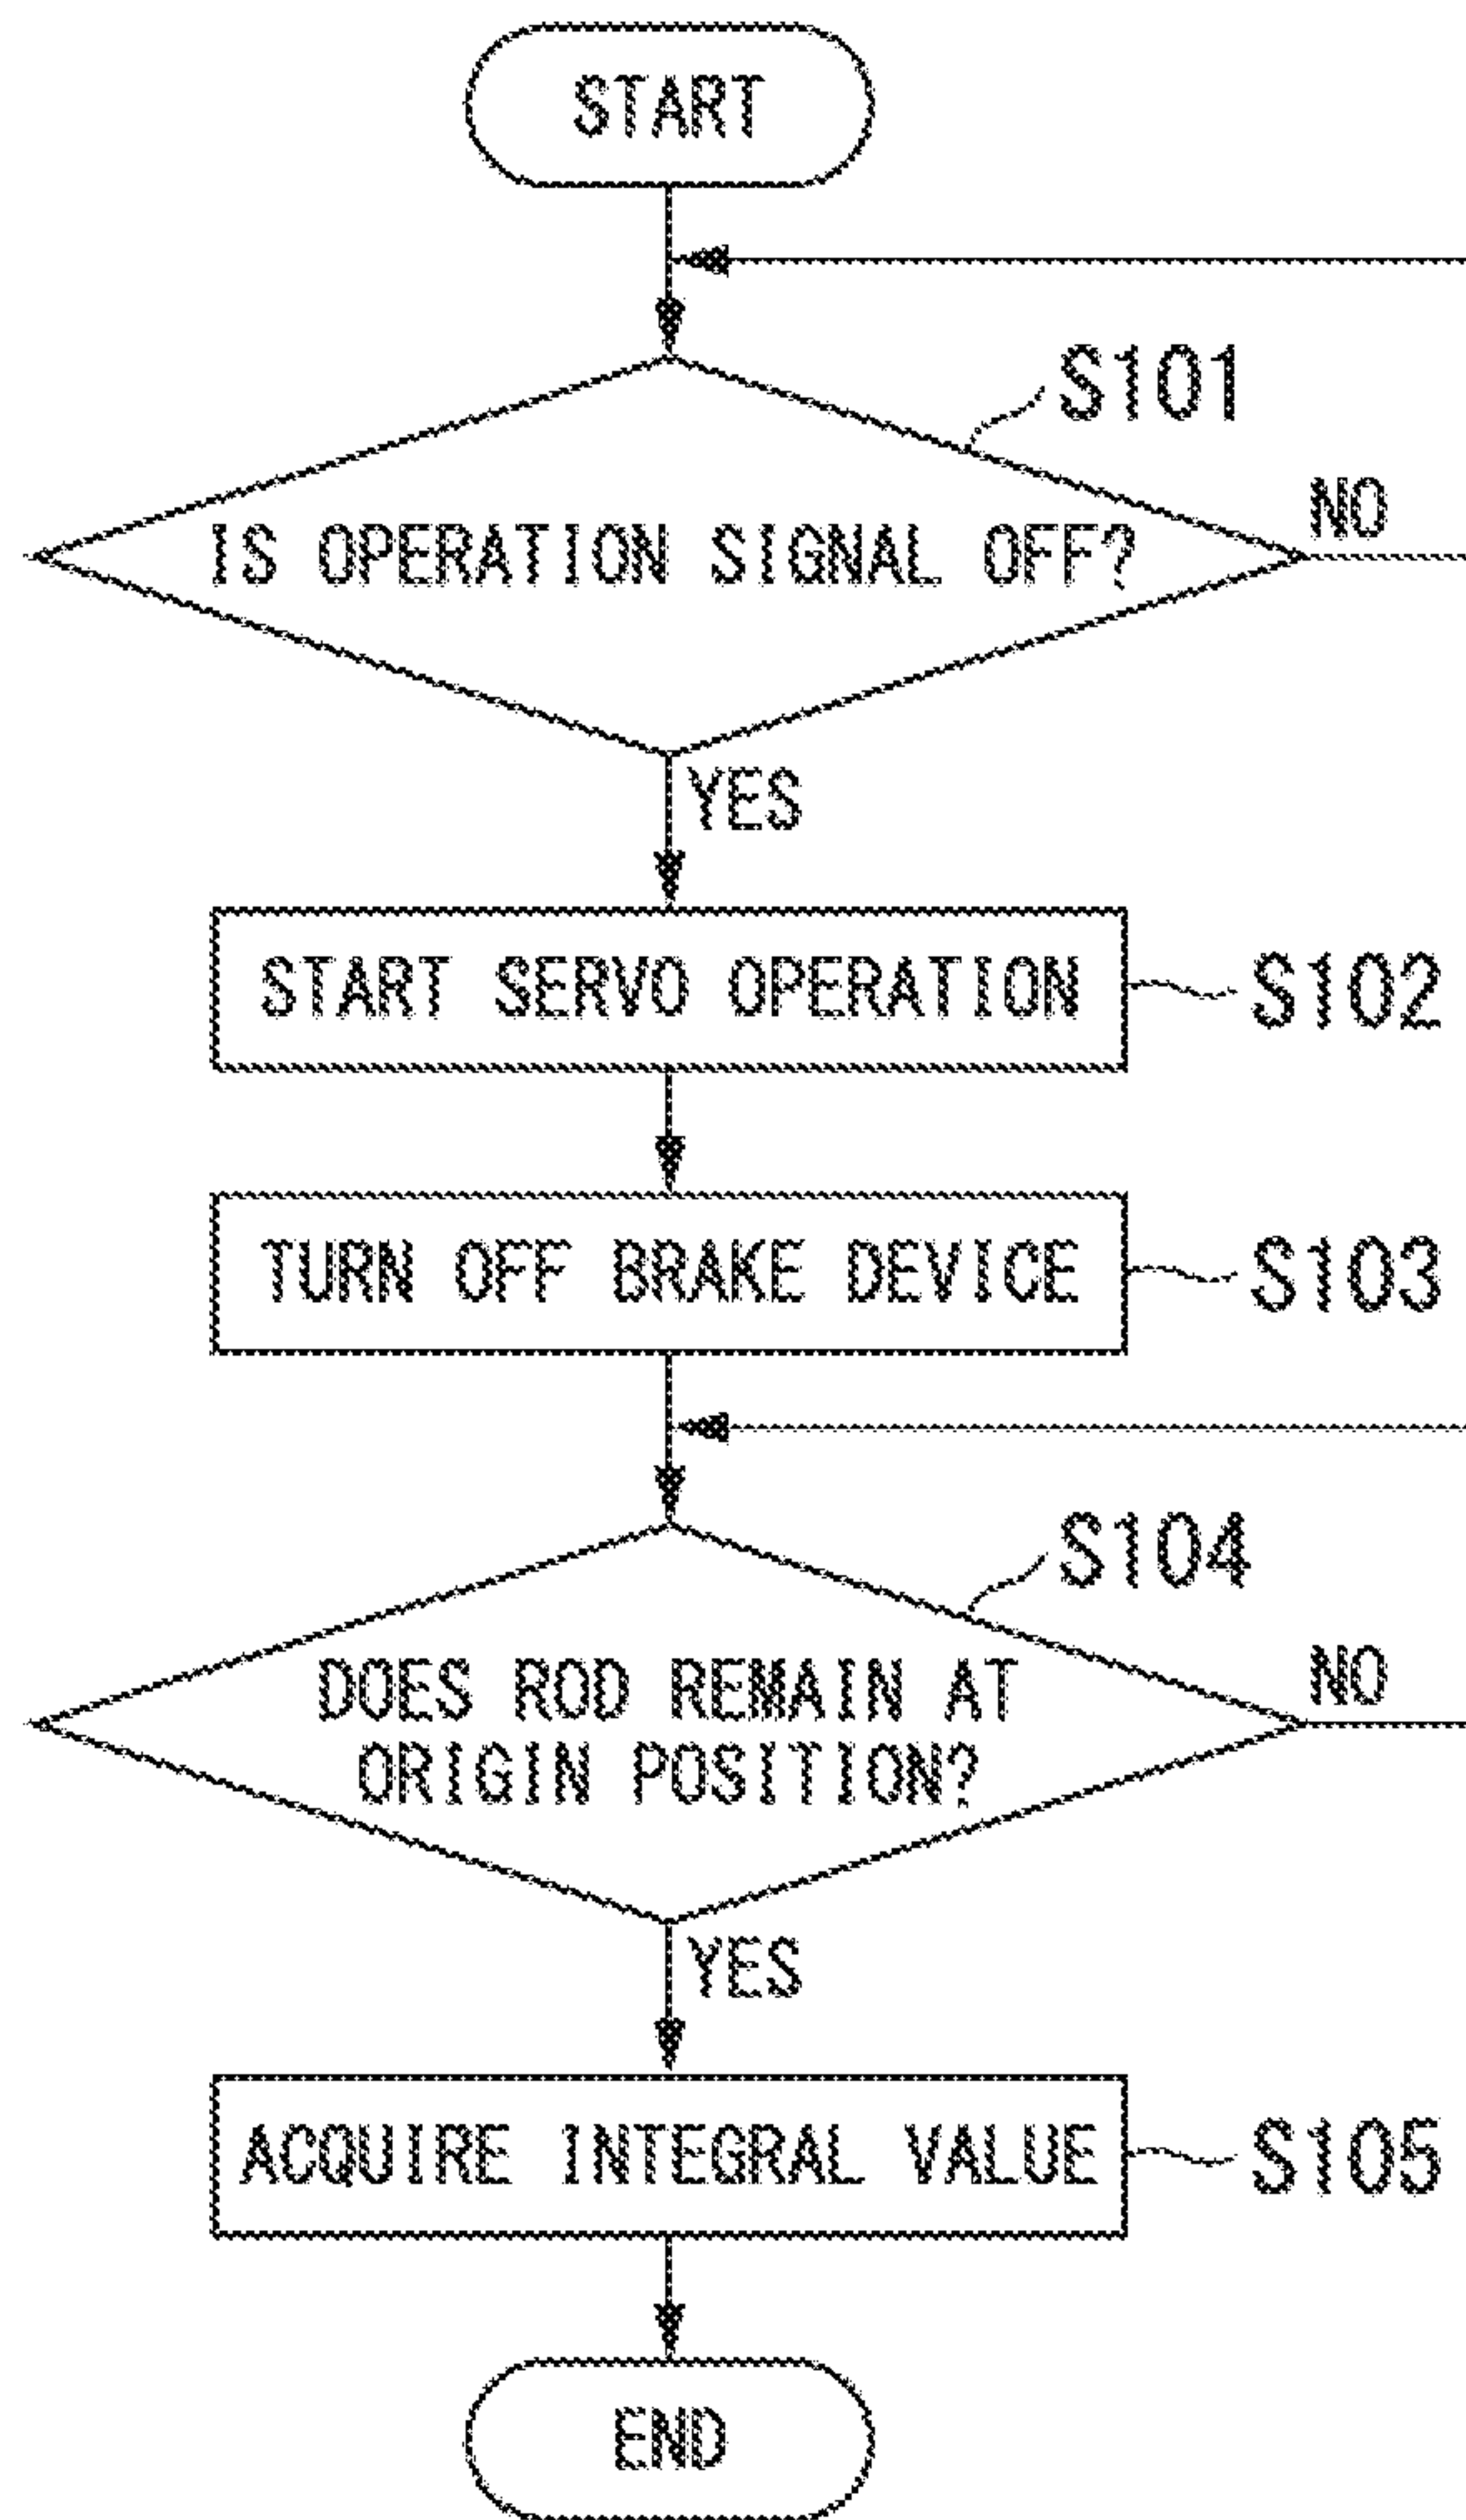 START
S101
IS OPERATION SIGNAL OFF?
NO
YES
START SERVO OPERATION
S102
TURN OFF BRAKE DEVICE
S103
S104
DOES ROD REMAIN AT
ORIGIN POSITION?
NO
YES
ACQUIRE INTEGRAL VALUE
S105
END